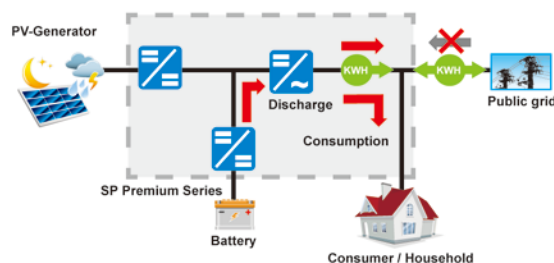 PV-Generator
KWH
KWH
Public grid
Discharge
Consumption
SP Premium Series
Battery
Consumer / Household